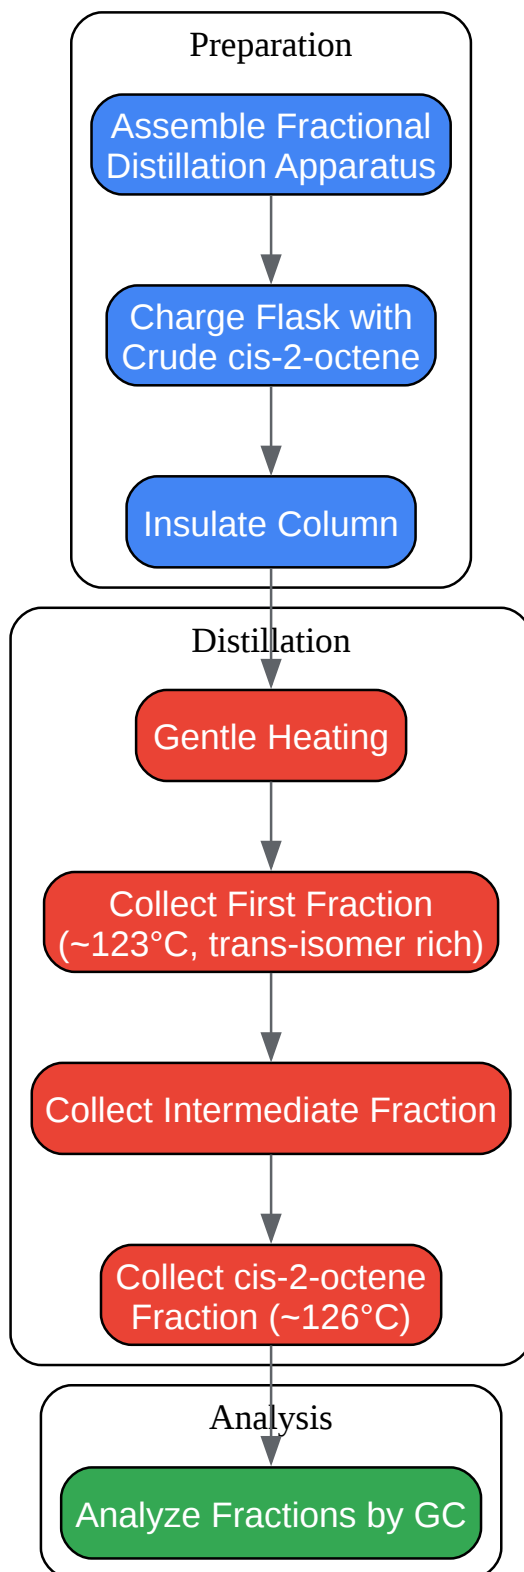 Preparation
Assemble Fractional
Distillation Apparatus
Charge Flask with
Crude cis-2-octene
Insulate Column
Distillation
Gentle Heating
Collect First Fraction
(~123°C, trans-isomer rich)
Collect Intermediate Fraction
Collect cis-2-octene
Fraction (~126°C)
Analysis
Analyze Fractions by GC